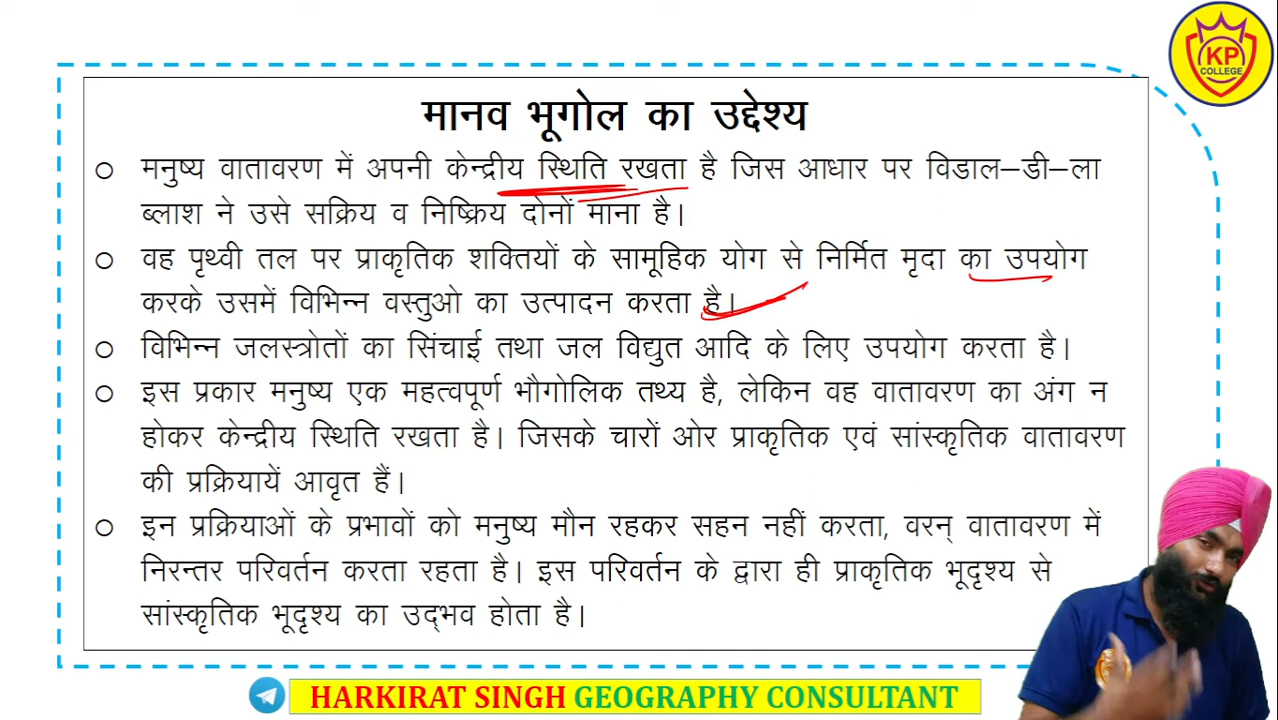 KP
COLLEGE
मानव भूगोल का उद्देश्य
○ मनुष्य वातावरण में अपनी केन्द्रीय स्थिति रखता है जिस आधार पर विडाल–डी–ला
ब्लाश ने उसे सक्रिय व निष्क्रिय दोनों माना है।
○ वह पृथ्वी तल पर प्राकृतिक शक्तियों के सामूहिक योग से निर्मित मृदा का उपयोग
करके उसमें विभिन्न वस्तुओ का उत्पादन करता है।
○ विभिन्न जलस्त्रोतों का सिंचाई तथा जल विद्युत आदि के लिए उपयोग करता है।
○ इस प्रकार मनुष्य एक महत्वपूर्ण भौगोलिक तथ्य है, लेकिन वह वातावरण का अंग न
होकर केन्द्रीय स्थिति रखता है। जिसके चारों ओर प्राकृतिक एवं सांस्कृतिक वातावरण
की प्रक्रियायें आवृत हैं।
○ इन प्रक्रियाओं के प्रभावों को मनुष्य मौन रहकर सहन नहीं करता, वरन् वातावरण में
निरन्तर परिवर्तन करता रहता है। इस परिवर्तन के द्वारा ही प्राकृतिक भूदृश्य से
सांस्कृतिक भूदृश्य का उद्भव होता है।
HARKIRAT SINGH GEOGRAPHY CONSULTANT